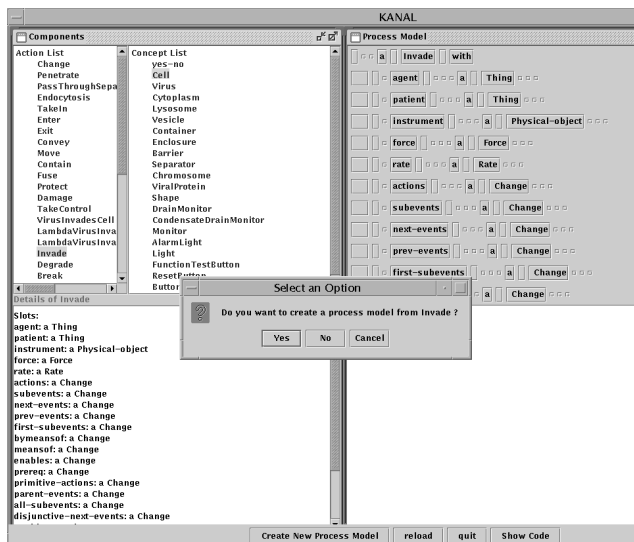 KANAL
Components
Action List
Change
Penetrate
PassThroughSepa
Endocytosis
TakeIn
Enter
Exit
Convey
Move
Contain
Fuse
Protect
Damage
TakeControl
VirusInvadesCell
LambdaVirusInva
LambdaVirusInva
Invade
Degrade
Break
Concept List
yes-no
Cell
Virus
Cytoplasm
Lysosome
Vesicle
Container
Enclosure
Barrier
Separator
Chromosome
ViralProtein
Shape
DrainMonitor
CondensateDrainMonitor
Monitor
AlarmLight
Light
FunctionTestButton
ResetButton
Button
Process Model
a Invade with
agent a Thing
patient a Thing
instrument a Physical-object
force a Force
rate a Rate
actions a Change
subevents a Change
next-events a Change
prev-events a Change
first-subevents a Change
a Change
Select an Option
Do you want to create a process model from Invade ?
Yes No Cancel
Details of Invade
Slots:
agent: a Thing
patient: a Thing
instrument: a Physical-object
force: a Force
rate: a Rate
actions: a Change
subevents: a Change
next-events: a Change
prev-events: a Change
first-subevents: a Change
bymeansof: a Change
meansof: a Change
enables: a Change
prereq: a Change
primitive-actions: a Change
parent-events: a Change
all-subevents: a Change
disjunctive-next-events: a Change
Create New Process Model reload quit Show Code